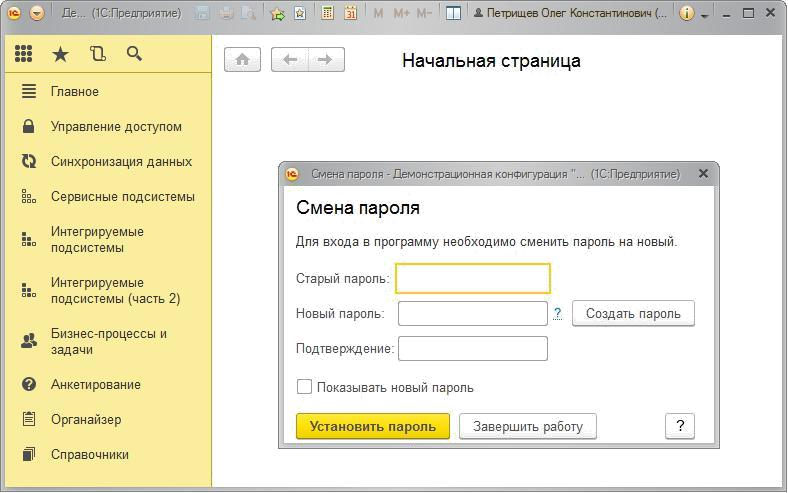 Де... (1С:Предприятие) M M+ M- Петрищев Олег Константинович (...
Начальная страница
Главное
Управление доступом
Синхронизация данных
Сервисные подсистемы
Интегрируемые
подсистемы
Интегрируемые
подсистемы (часть 2)
Бизнес-процессы и
задачи
Анкетирование
Органайзер
Справочники
Смена пароля - Демонстрационная конфигурация "... (1С:Предприятие)
Смена пароля
Для входа в программу необходимо сменить пароль на новый.
Старый пароль:
Новый пароль: ? Создать пароль
Подтверждение:
Показывать новый пароль
Установить пароль Завершить работу ?